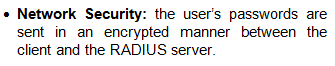 • Network Security: the user's passwords are
sent in an encrypted manner between the
client and the RADIUS server.